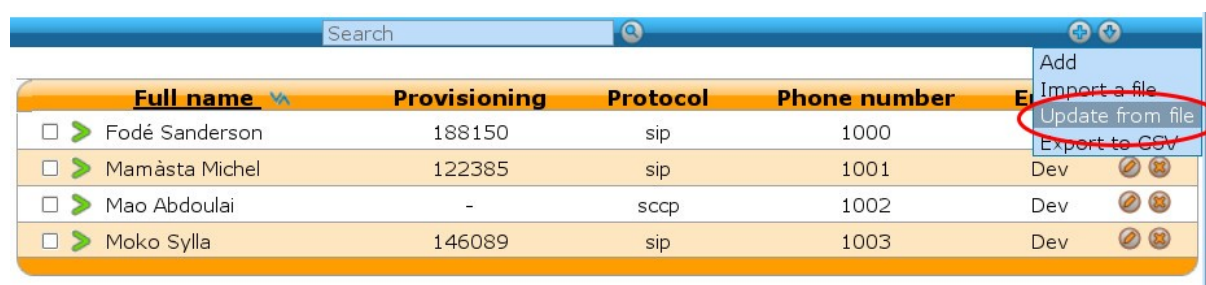 Search
Add
Import a file
Update from file
Export to CSV
Full name Provisioning Protocol Phone number
Fodé Sanderson 188150 sip 1000
Mamàsta Michel 122385 sip 1001 Dev
Mao Abdoulai - sccp 1002 Dev
Moko Sylla 146089 sip 1003 Dev